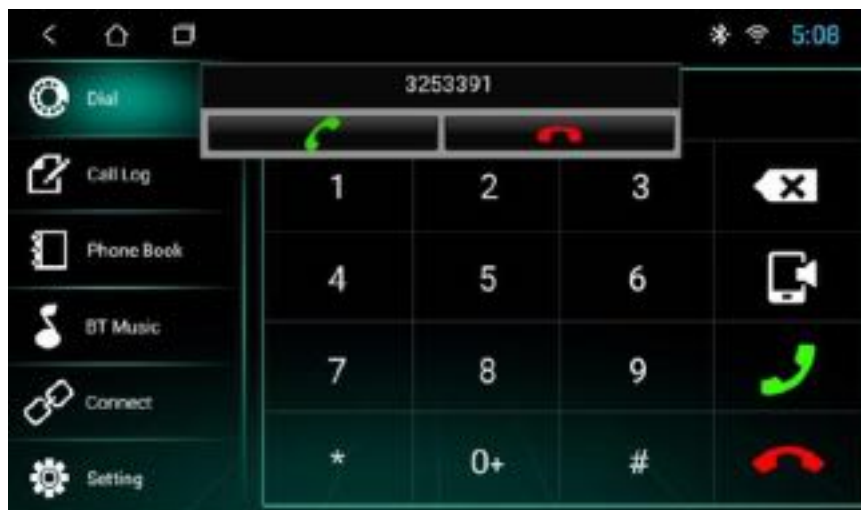 5:08
3253391
Dial
Call Log
Phone Book
BT Music
Connect
Setting
1 2 3
4 5 6
7 8 9
* 0+ #